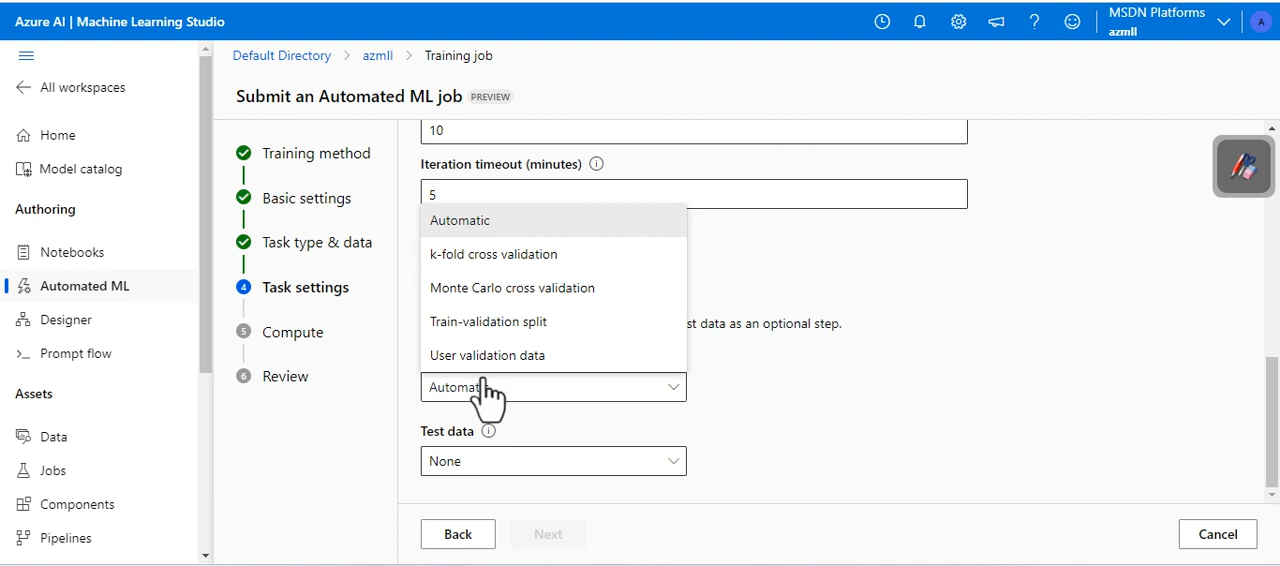 Azure AI | Machine Learning Studio
MSDN Platforms
azmll
A
All workspaces
Home
Model catalog
Authoring
Notebooks
Automated ML
Designer
Prompt flow
Assets
Data
Jobs
Components
Pipelines
Default Directory > azmll > Training job
Submit an Automated ML job PREVIEW
Training method
Basic settings
Task type & data
4 Task settings
5 Compute
6 Review
10
Iteration timeout (minutes)
5
Automatic
k-fold cross validation
Monte Carlo cross validation
Train-validation split
User validation data
st data as an optional step.
Automat
Test data
None
Back
Next
Cancel